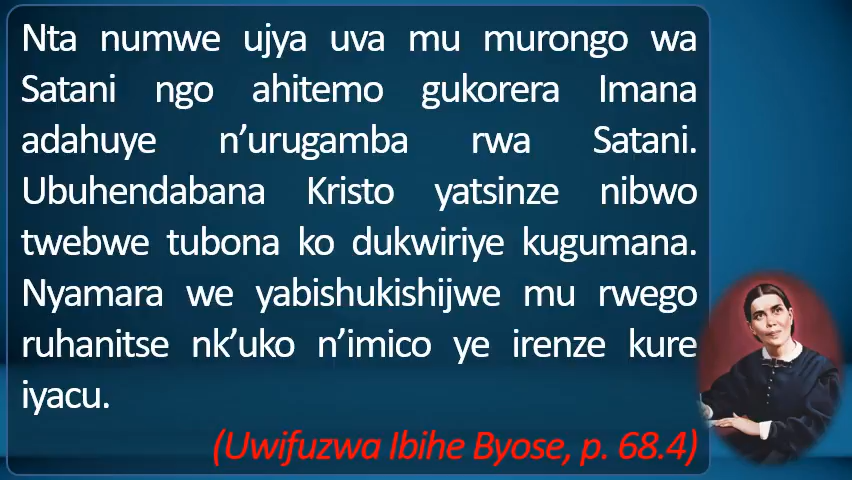 Nta numwe ujya uva mu murongo wa
Satani ngo ahitemo gukorera Imana
adahuye n’urugamba rwa Satani.
Ubuhendabana Kristo yatsinze nibwo
twebwe tubona ko dukwiriye kugumana.
Nyamara we yabishukishijwe mu rwego
ruhanitse nk’uko n’imico ye irenze kure
iyacu.
(Uwifuzwa Ibihe Byose, p. 68.4)